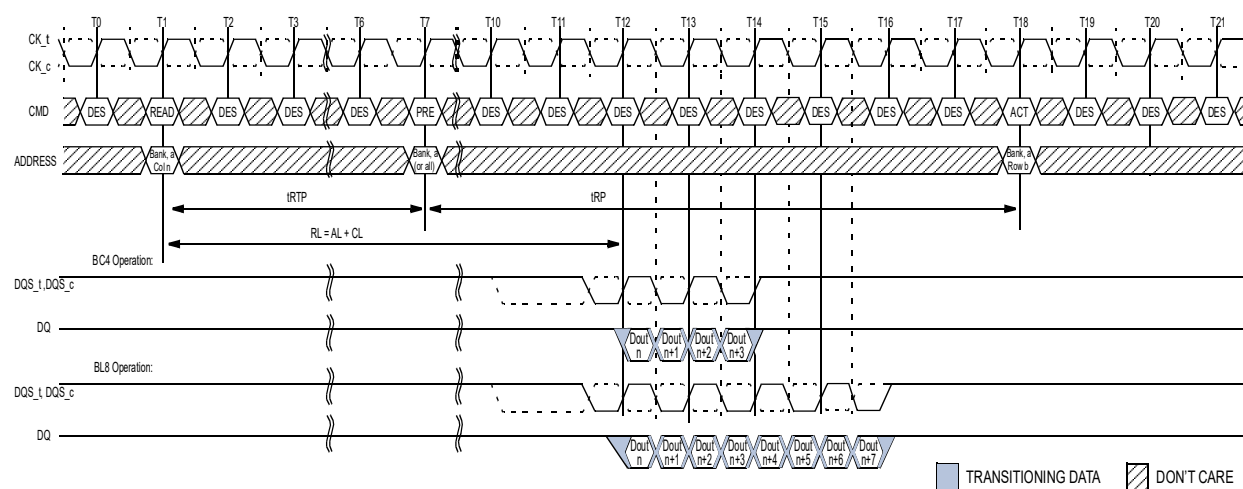 T0 T1 T2 T3 T6 T7 T10 T11 T12 T13 T14 T15 T16 T17 T18 T19 T20 T21
CK_t
CK_c
CMD DES READ DES DES DES PRE DES DES DES DES DES DES DES DES ACT DES DES DES
ADDRESS Bank, a Bank, a Bank, a
Col n (or all) Row b
tRTP tRP
RL = AL + CL
BC4 Operation:
DQS_t ,DQS_c
DQ Dout Dout Dout Dout
n n+1 n+2 n+3
BL8 Operation:
DQS_t, DQS_c
DQ Dout Dout Dout Dout Dout Dout Dout Dout
n n+1 n+2 n+3 n+4 n+5 n+6 n+7
TRANSITIONING DATA DON'T CARE